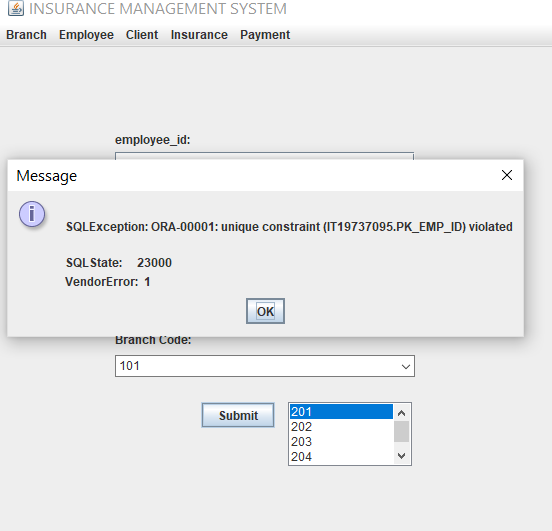 INSURANCE MANAGEMENT SYSTEM
Branch Employee Client Insurance Payment
employee_id:
Message
SQLException: ORA-00001: unique constraint (IT19737095.PK_EMP_ID) violated
SQLState: 23000
VendorError: 1
OK
Branch Code:
101
Submit
201
202
203
204